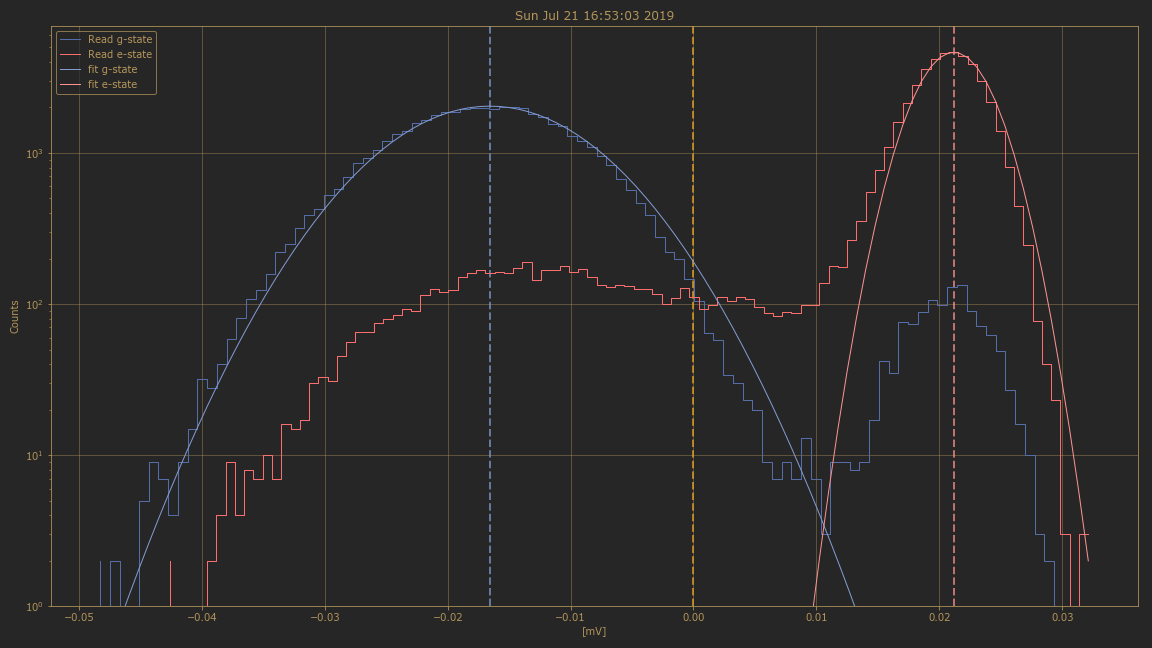 Sun Jul 21 16:53:03 2019
Read g-state
Read e-state
fit g-state
fit e-state
Counts
10³
10²
10¹
10⁰
−0.05 −0.04 −0.03 −0.02 −0.01 0.00 0.01 0.02 0.03
[mV]